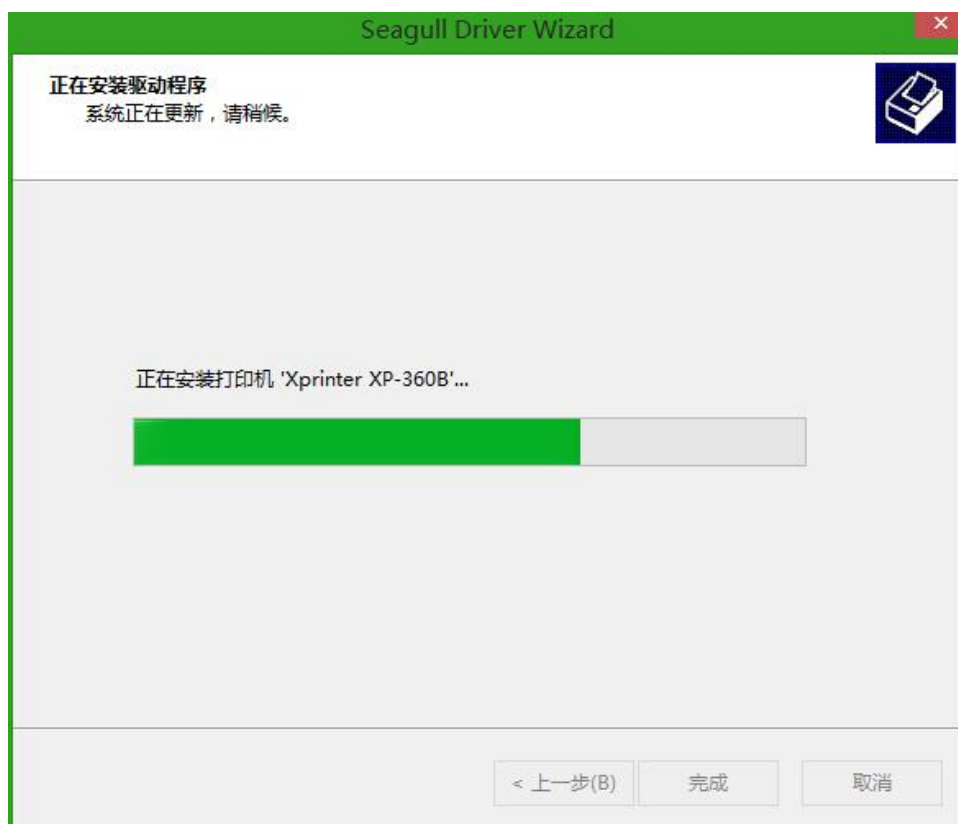 Seagull Driver Wizard
正在安装驱动程序
系统正在更新，请稍候。
正在安装打印机 'Xprinter XP-360B'...
< 上一步(B)
完成
取消